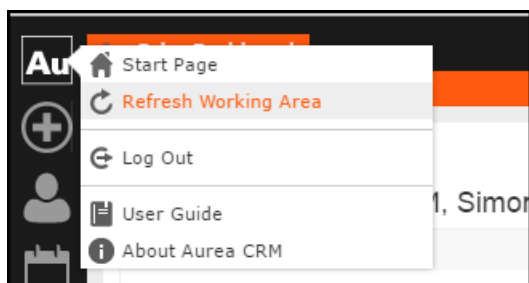 Au
Start Page
Refresh Working Area
, Simor
Log Out
User Guide
About Aurea CRM